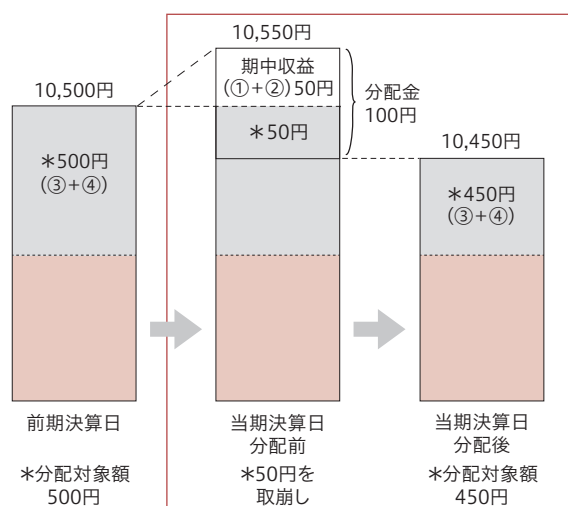 10,550円
期中収益
(①+②)50円
分配金
100円
10,500円
＊50円
10,450円
＊500円
(③+④)
＊450円
(③+④)
前期決算日
当期決算日
分配前
当期決算日
分配後
＊分配対象額
500円
＊50円を
取崩し
＊分配対象額
450円